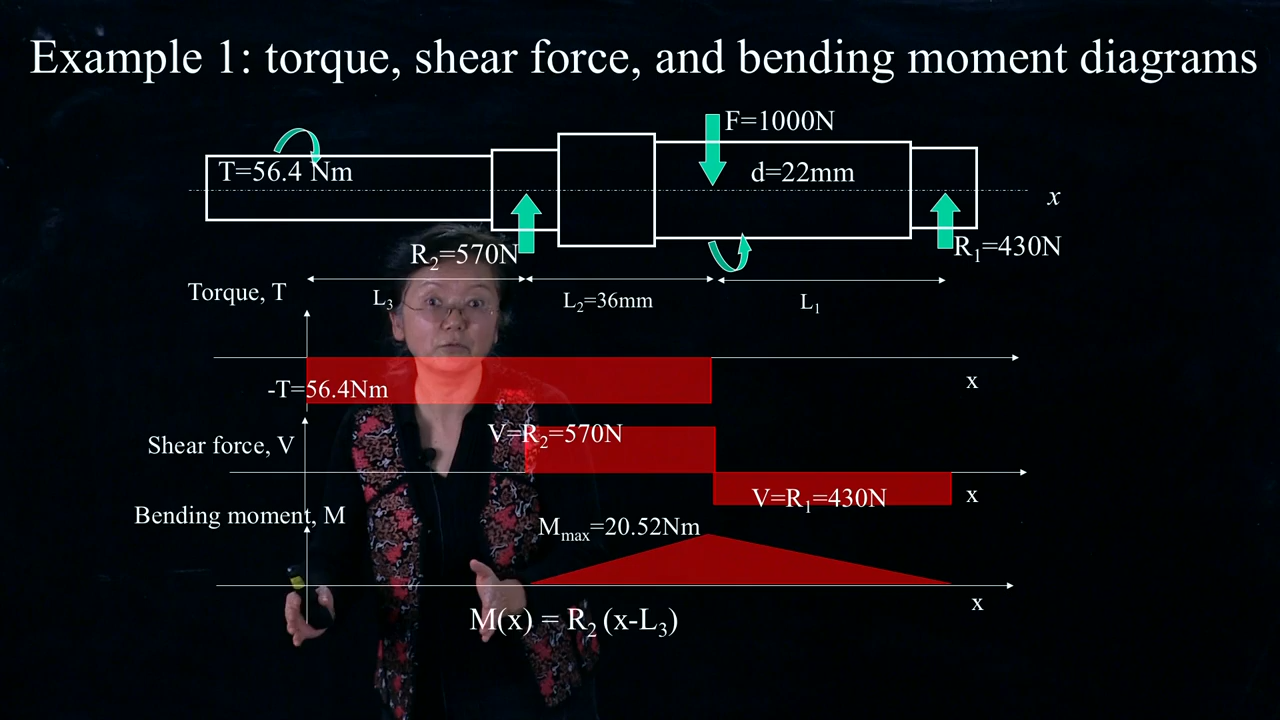 Example 1: torque, shear force, and bending moment diagrams
F=1000N
T=56.4 Nm
d=22mm
x
R2=570N
R1=430N
Torque, T
L3
L2=36mm
L1
x
-T=56.4Nm
Shear force, V
V=R2=570N
x
V=R1=430N
Bending moment, M
Mmax=20.52Nm
x
M(x) = R2 (x-L3)